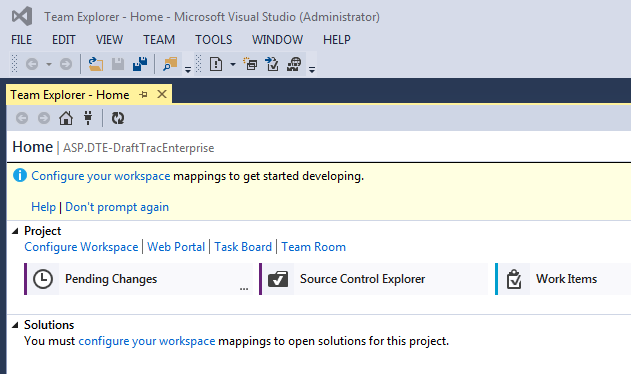 Team Explorer - Home - Microsoft Visual Studio (Administrator)
FILE EDIT VIEW TEAM TOOLS WINDOW HELP
Team Explorer - Home
Home | ASP.DTE-DraftTracEnterprise
Configure your workspace mappings to get started developing.
Help | Don't prompt again
Project
Configure Workspace | Web Portal | Task Board | Team Room
Pending Changes ... Source Control Explorer Work Items
Solutions
You must configure your workspace mappings to open solutions for this project.